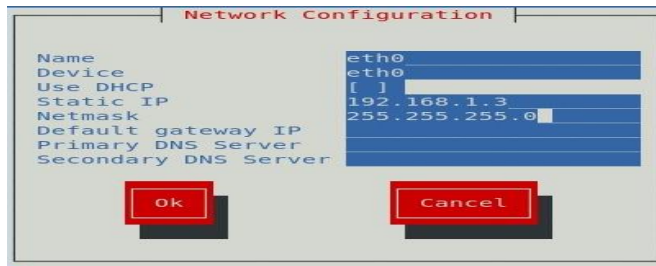 Network Configuration
Name eth0
Device eth0
Use DHCP [ ]
Static IP 192.168.1.3
Netmask 255.255.255.0
Default gateway IP
Primary DNS Server
Secondary DNS Server
Ok Cancel